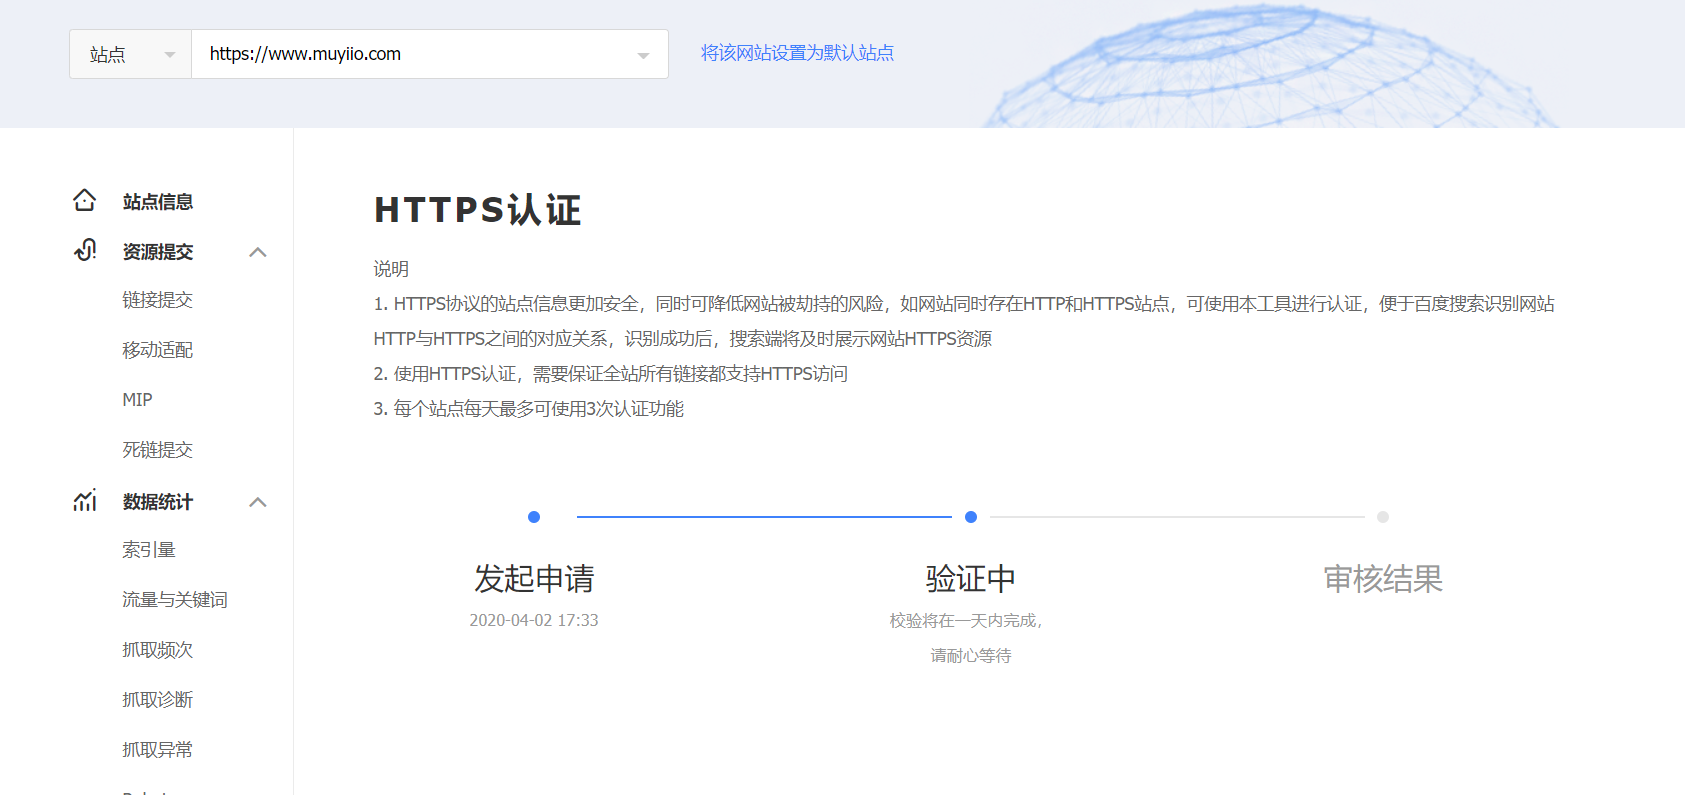 站点
https://www.muyiio.com
将该网站设置为默认站点
站点信息
资源提交
链接提交
移动适配
MIP
死链提交
数据统计
索引量
流量与关键词
抓取频次
抓取诊断
抓取异常
HTTPS认证
说明
1. HTTPS协议的站点信息更加安全，同时可降低网站被劫持的风险，如网站同时存在HTTP和HTTPS站点，可使用本工具进行认证，便于百度搜索识别网站
HTTP与HTTPS之间的对应关系，识别成功后，搜索端将及时展示网站HTTPS资源
2. 使用HTTPS认证，需要保证全站所有链接都支持HTTPS访问
3. 每个站点每天最多可使用3次认证功能
发起申请
2020-04-02 17:33
验证中
校验将在一天内完成，
请耐心等待
审核结果